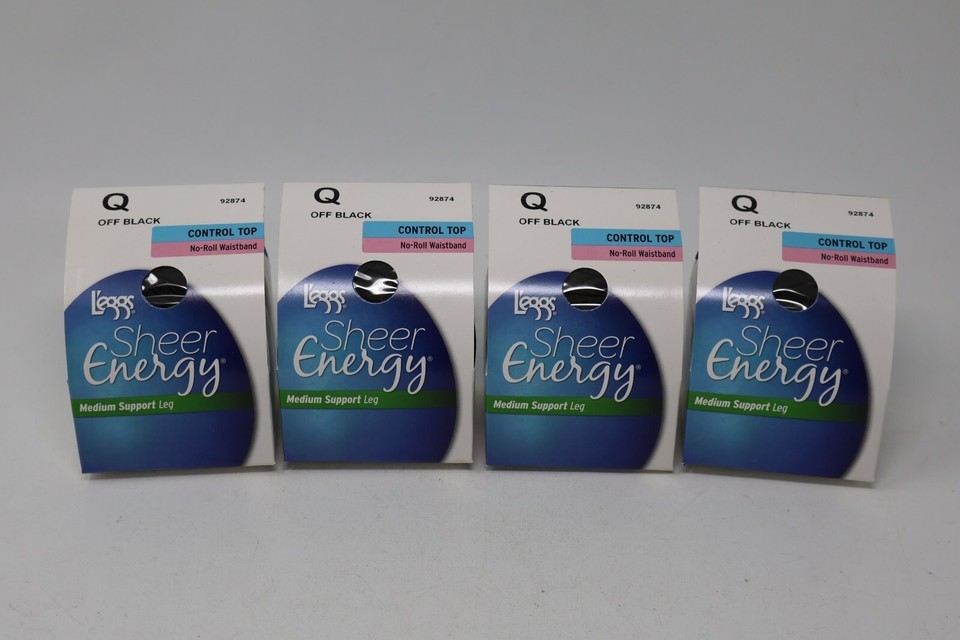 Q
92874
OFF BLACK
CONTROL TOP
No-Roll Waistband
L'eggs®
Sheer
Energy®
Medium Support Leg
Q
92874
OFF BLACK
CONTROL TOP
No-Roll Waistband
L'eggs®
Sheer
Energy®
Medium Support Leg
Q
92874
OFF BLACK
CONTROL TOP
No-Roll Waistband
L'eggs®
Sheer
Energy®
Medium Support Leg
Q
92874
OFF BLACK
CONTROL TOP
No-Roll Waistband
L'eggs®
Sheer
Energy®
Medium Support Leg